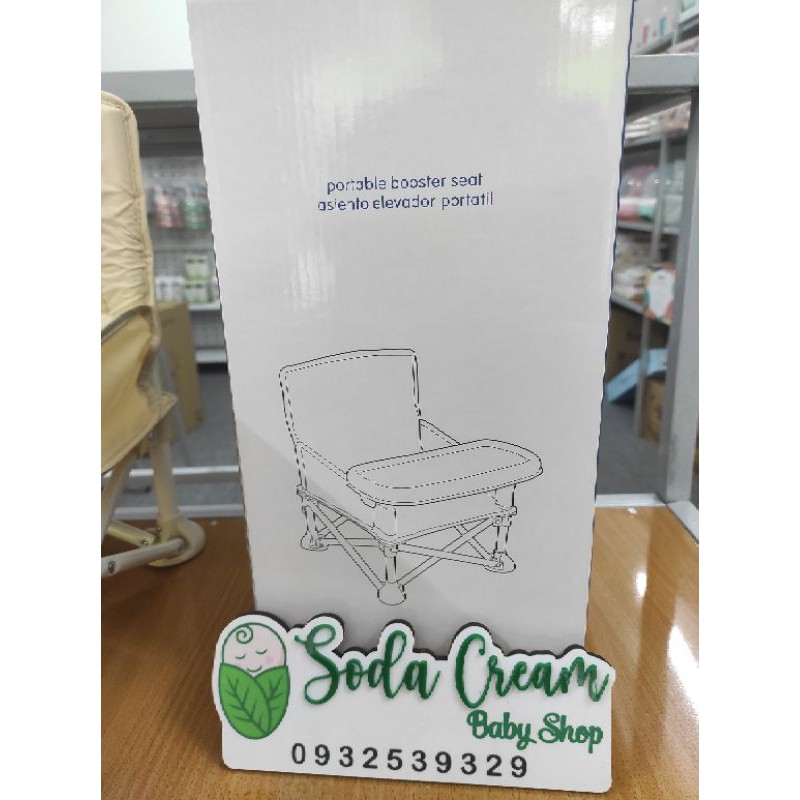 portable booster seat
asiento elevador portatil
Soda Cream
Baby Shop
0932539329